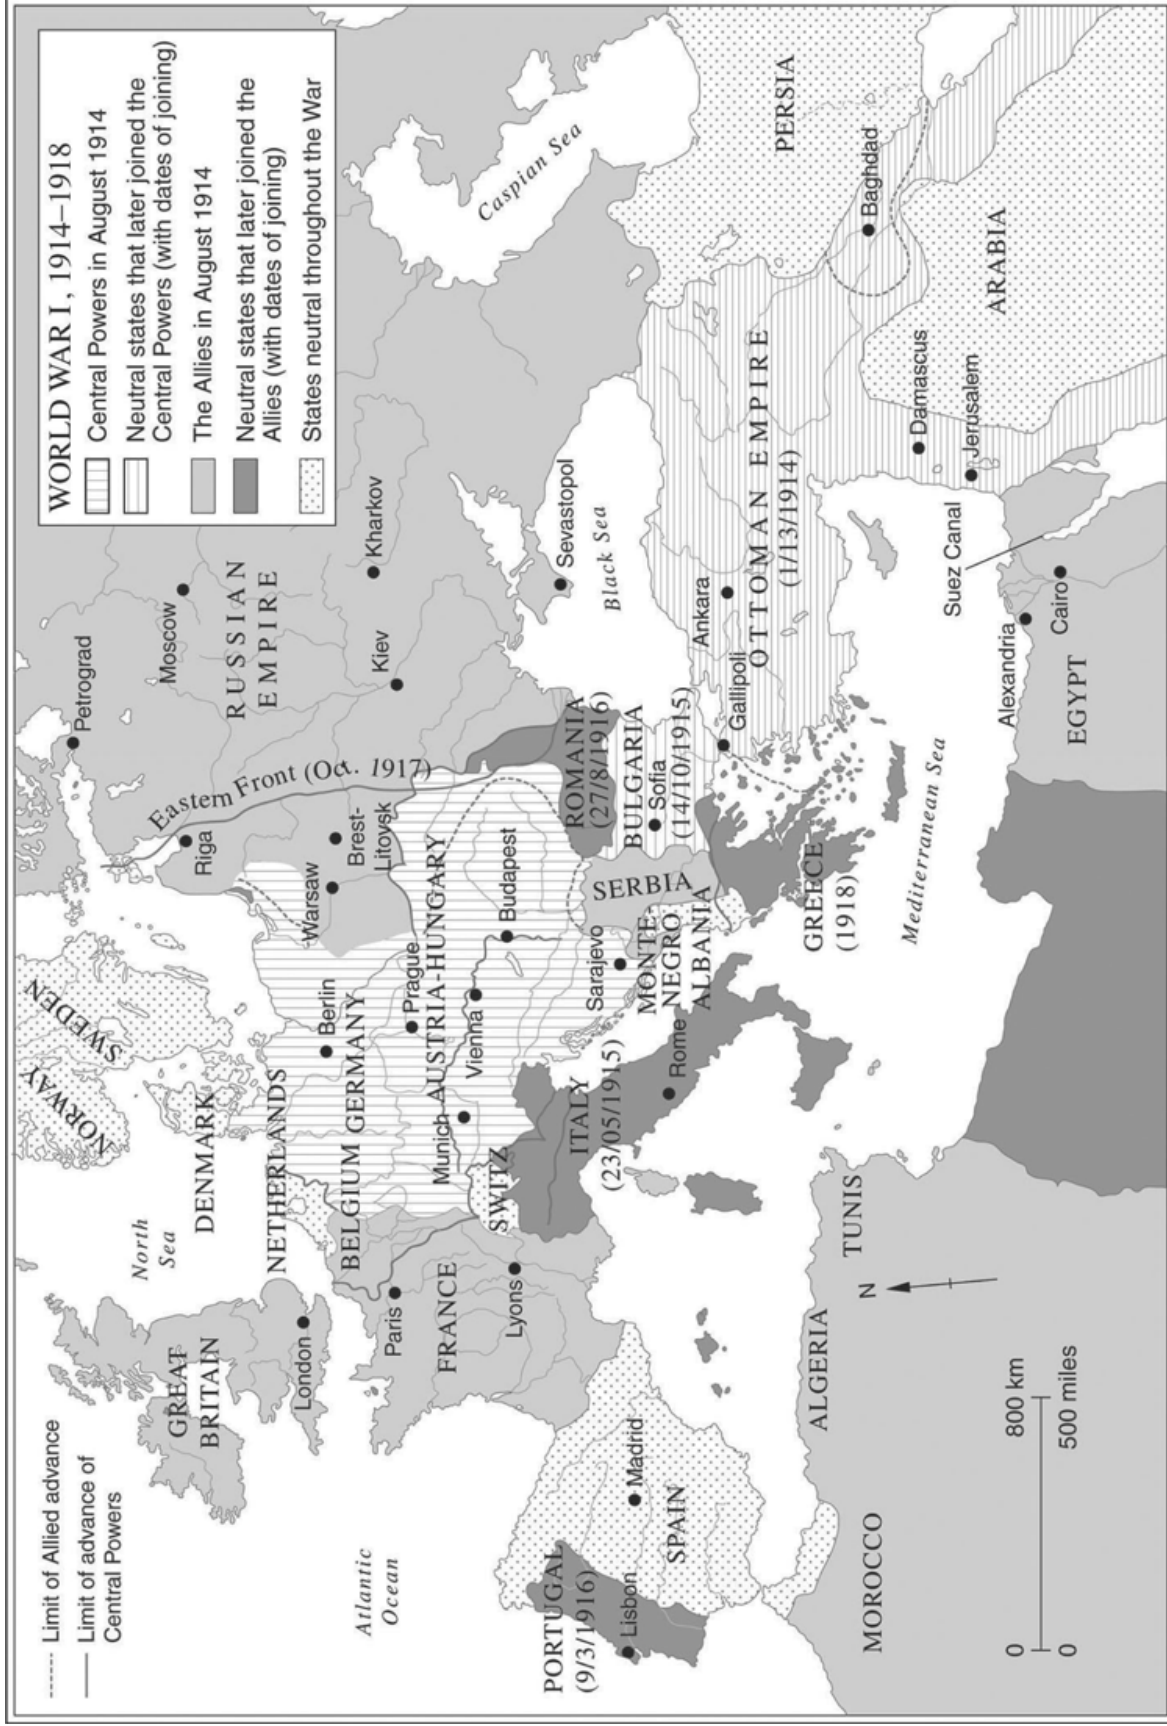 WORLD WAR I, 1914–1918
Central Powers in August 1914
Neutral states that later joined the
Central Powers (with dates of joining)
The Allies in August 1914
Neutral states that later joined the
Allies (with dates of joining)
States neutral throughout the War
Limit of Allied advance
Limit of advance of
Central Powers
NORWAY
SWEDEN
Petrograd
Moscow
RUSSIAN
EMPIRE
Eastern Front (Oct. 1917)
Riga
North
Sea
DENMARK
GREAT
BRITAIN
London
NETHERLANDS
Berlin
Warsaw
Brest-
Litovsk
Kiev
Kharkov
Caspian Sea
BELGIUM
GERMANY
Paris
FRANCE
Lyons
Atlantic
Ocean
Munich
Prague
AUSTRIA-HUNGARY
Vienna
Budapest
SWITZ
Sevastopol
Black Sea
ROMANIA
(27/8/1916)
BULGARIA
Sofia
(14/10/1915)
SERBIA
Sarajevo
MONTE-
NEGRO
ALBANIA
ITALY
(23/05/1915)
Rome
PORTUGAL
(9/3/1916)
Lisbon
Madrid
SPAIN
GREECE
(1918)
Gallipoli
Ankara
OTTOMAN EMPIRE
(1/13/1914)
PERSIA
Baghdad
Damascus
Jerusalem
ARABIA
Suez Canal
Alexandria
Cairo
EGYPT
Mediterranean Sea
MOROCCO
ALGERIA
TUNIS
N
0 800 km
0 500 miles